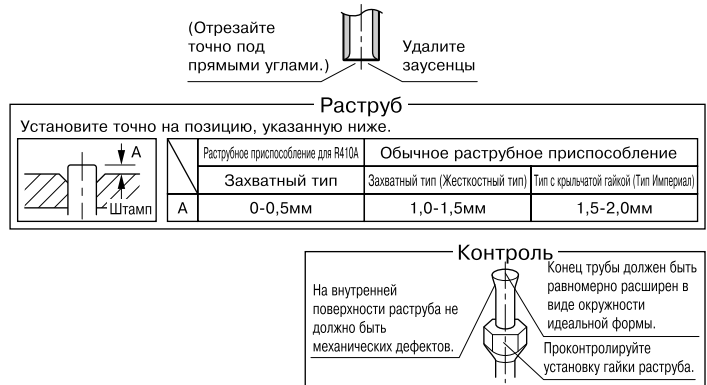 (Отрезайте
точно под
прямыми углами.)
Удалите
заусенцы
Раструб
Установите точно на позицию, указанную ниже.
A
Штамп
Раструбное приспособление для R410A
Обычное раструбное приспособление
Захватный тип
Захватный тип (Жесткостный тип)
Тип с крыльчатой гайкой (Тип Империал)
A
0-0,5мм
1,0-1,5мм
1,5-2,0мм
Контроль
На внутренней
поверхности раструба не
должно быть
механических дефектов.
Конец трубы должен быть
равномерно расширен в
виде окружности
идеальной формы.
Проконтролируйте
установку гайки раструба.